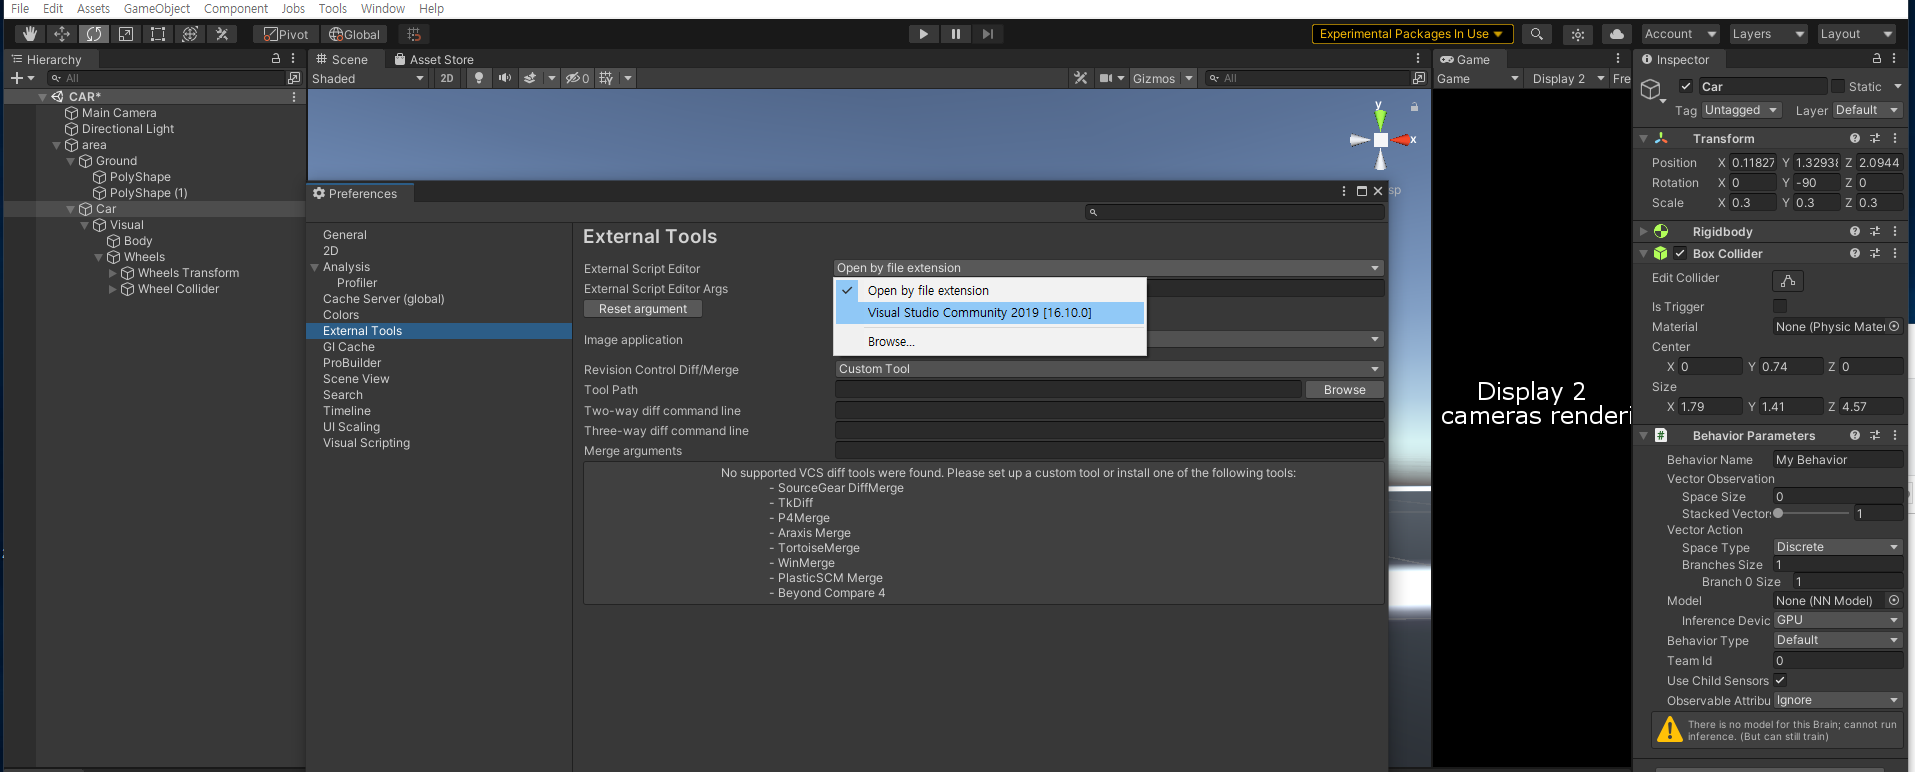 File Edit Assets GameObject Component Jobs Tools Window Help
Pivot Global
Experimental Packages In Use
Account Layers Layout
Hierarchy
All
CAR*
Main Camera
Directional Light
area
Ground
PolyShape
PolyShape (1)
Car
Visual
Body
Wheels
Wheels Transform
Wheel Collider
Scene Asset Store
Shaded 2D 0 Gizmos All
y
x
sp
Game
Game Display 2 Fre
Display 2
cameras renderi
Preferences
General
2D
Analysis
Profiler
Cache Server (global)
Colors
External Tools
GI Cache
ProBuilder
Scene View
Search
Timeline
UI Scaling
Visual Scripting
External Tools
External Script Editor Open by file extension
Open by file extension
Visual Studio Community 2019 [16.10.0]
Browse...
External Script Editor Args
Reset argument
Image application
Revision Control Diff/Merge Custom Tool
Tool Path Browse
Two-way diff command line
Three-way diff command line
Merge arguments
No supported VCS diff tools were found. Please set up a custom tool or install one of the following tools:
- SourceGear DiffMerge
- TkDiff
- P4Merge
- Araxis Merge
- TortoiseMerge
- WinMerge
- PlasticSCM Merge
- Beyond Compare 4
Inspector
Car Static
Tag Untagged Layer Default
Transform
Position X 0.11827 Y 1.32938 Z 2.0944
Rotation X 0 Y -90 Z 0
Scale X 0.3 Y 0.3 Z 0.3
Rigidbody
Box Collider
Edit Collider
Is Trigger
Material None (Physic Mater
Center
X 0 Y 0.74 Z 0
Size
X 1.79 Y 1.41 Z 4.57
# Behavior Parameters
Behavior Name My Behavior
Vector Observation
Space Size 0
Stacked Vectors 1
Vector Action
Space Type Discrete
Branches Size 1
Branch 0 Size 1
Model None (NN Model)
Inference Devic GPU
Behavior Type Default
Team Id 0
Use Child Sensors
Observable Attribu Ignore
There is no model for this Brain; cannot run
inference. (But can still train)